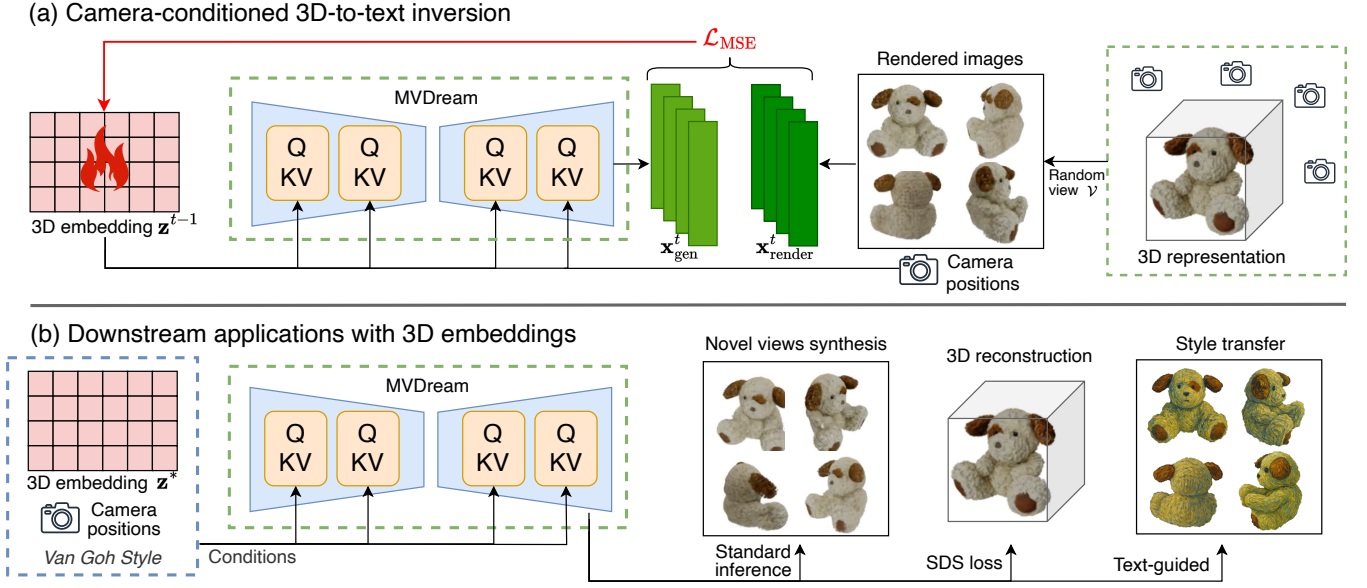 (a) Camera-conditioned 3D-to-text inversion
𝓛MSE
MVDream
Rendered images
Q
KV
Q
KV
Q
KV
Q
KV
Random
view 𝒱
3D embedding z^{t−1}
x^t_gen
x^t_render
Camera
positions
3D representation
(b) Downstream applications with 3D embeddings
MVDream
Novel views synthesis
3D reconstruction
Style transfer
Q
KV
Q
KV
Q
KV
Q
KV
3D embedding z^*
Camera
positions
Van Goh Style
Conditions
Standard
inference
SDS loss
Text-guided